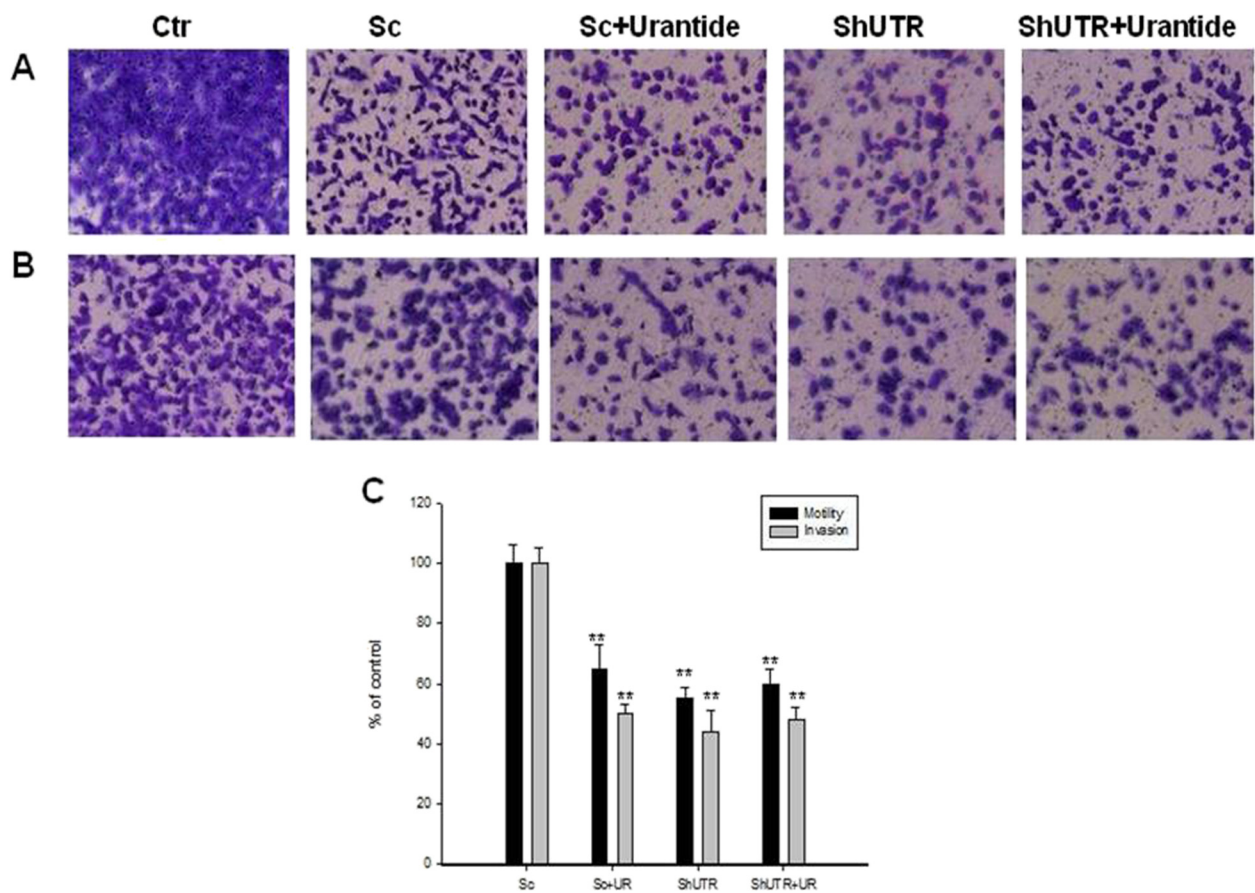 Ctr Sc Sc+Urantide ShUTR ShUTR+Urantide
A
B
C
120
100
80
60
40
20
0
% of control
Motility
Invasion
**
**
**
**
**
**
Sc Sc+UR ShUTR ShUTR+UR